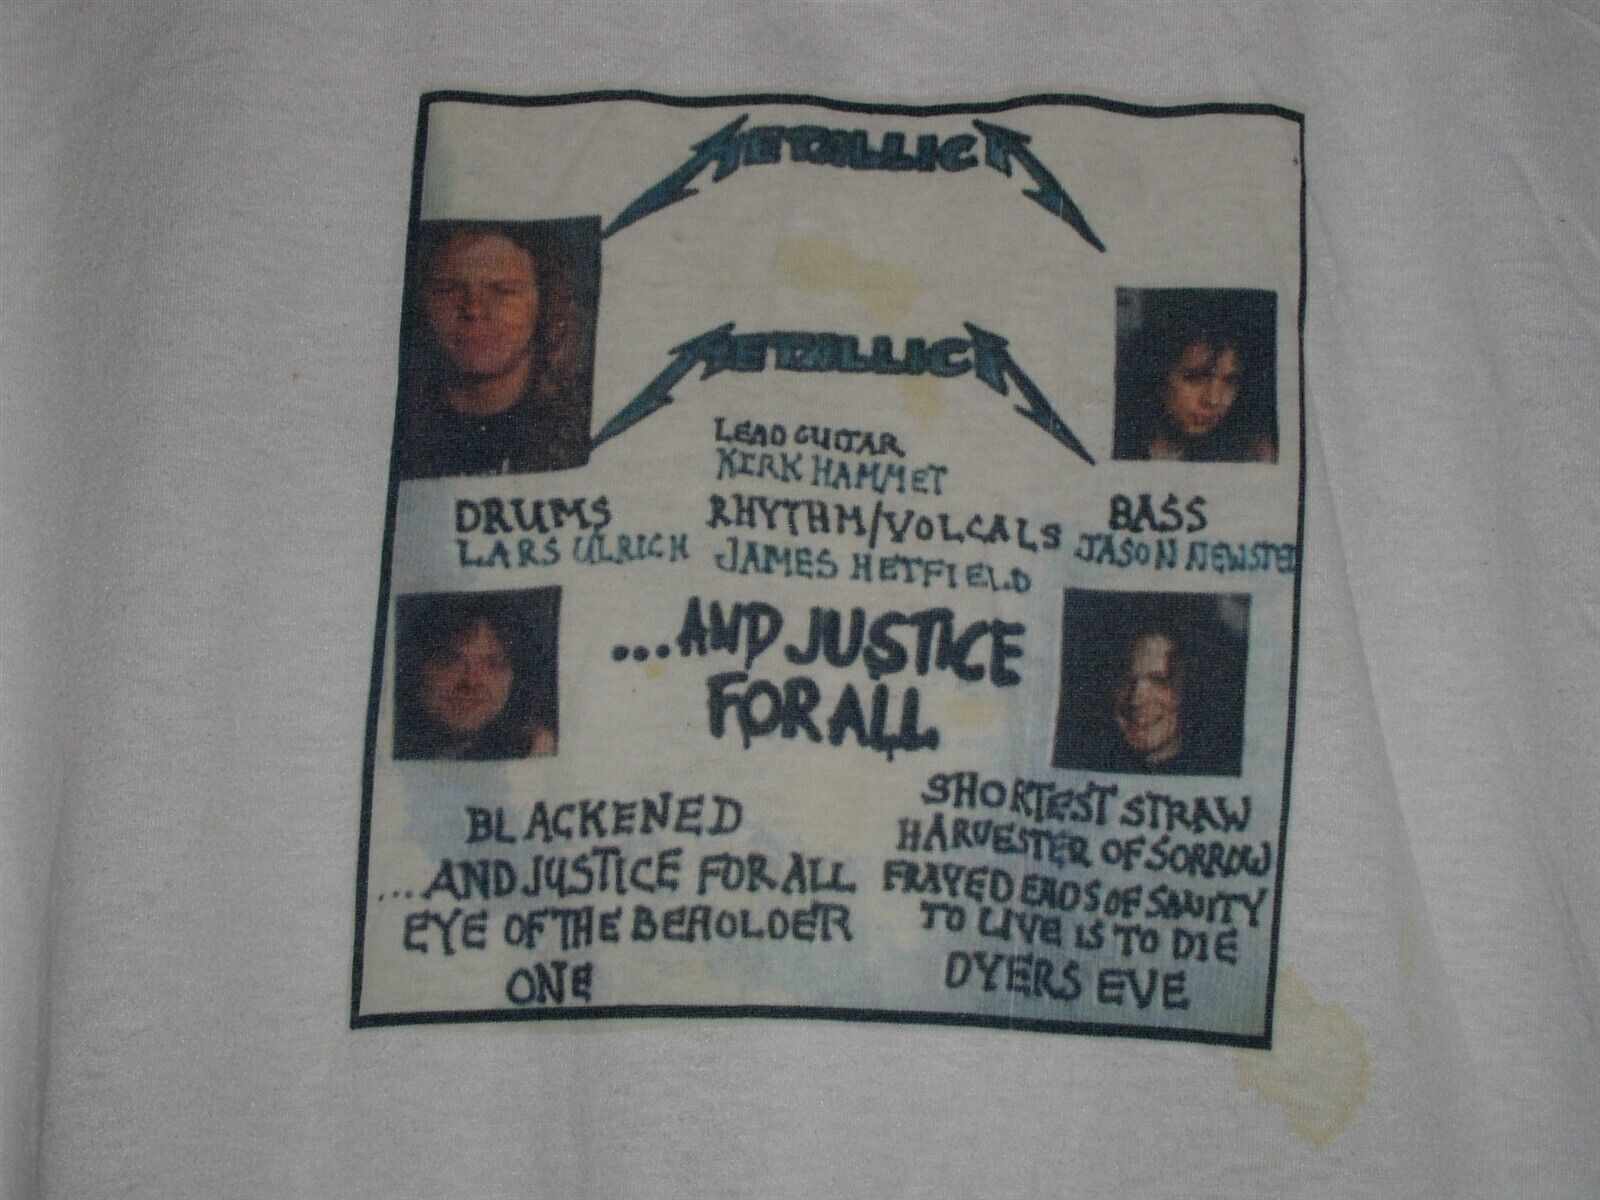 METALLICA
METALLICA
LEAD GUITAR
KIRK HAMMET
DRUMS
LARS ULRICH
RHYTHM/VOLCALS
JAMES HETFIELD
BASS
JASON NEWSTED
...AND JUSTICE
FOR ALL
BLACKENED
...AND JUSTICE FOR ALL
EYE OF THE BEHOLDER
ONE
SHORTEST STRAW
HARVESTER OF SORROW
FRAYED ENDS OF SANITY
TO LIVE IS TO DIE
DYERS EVE